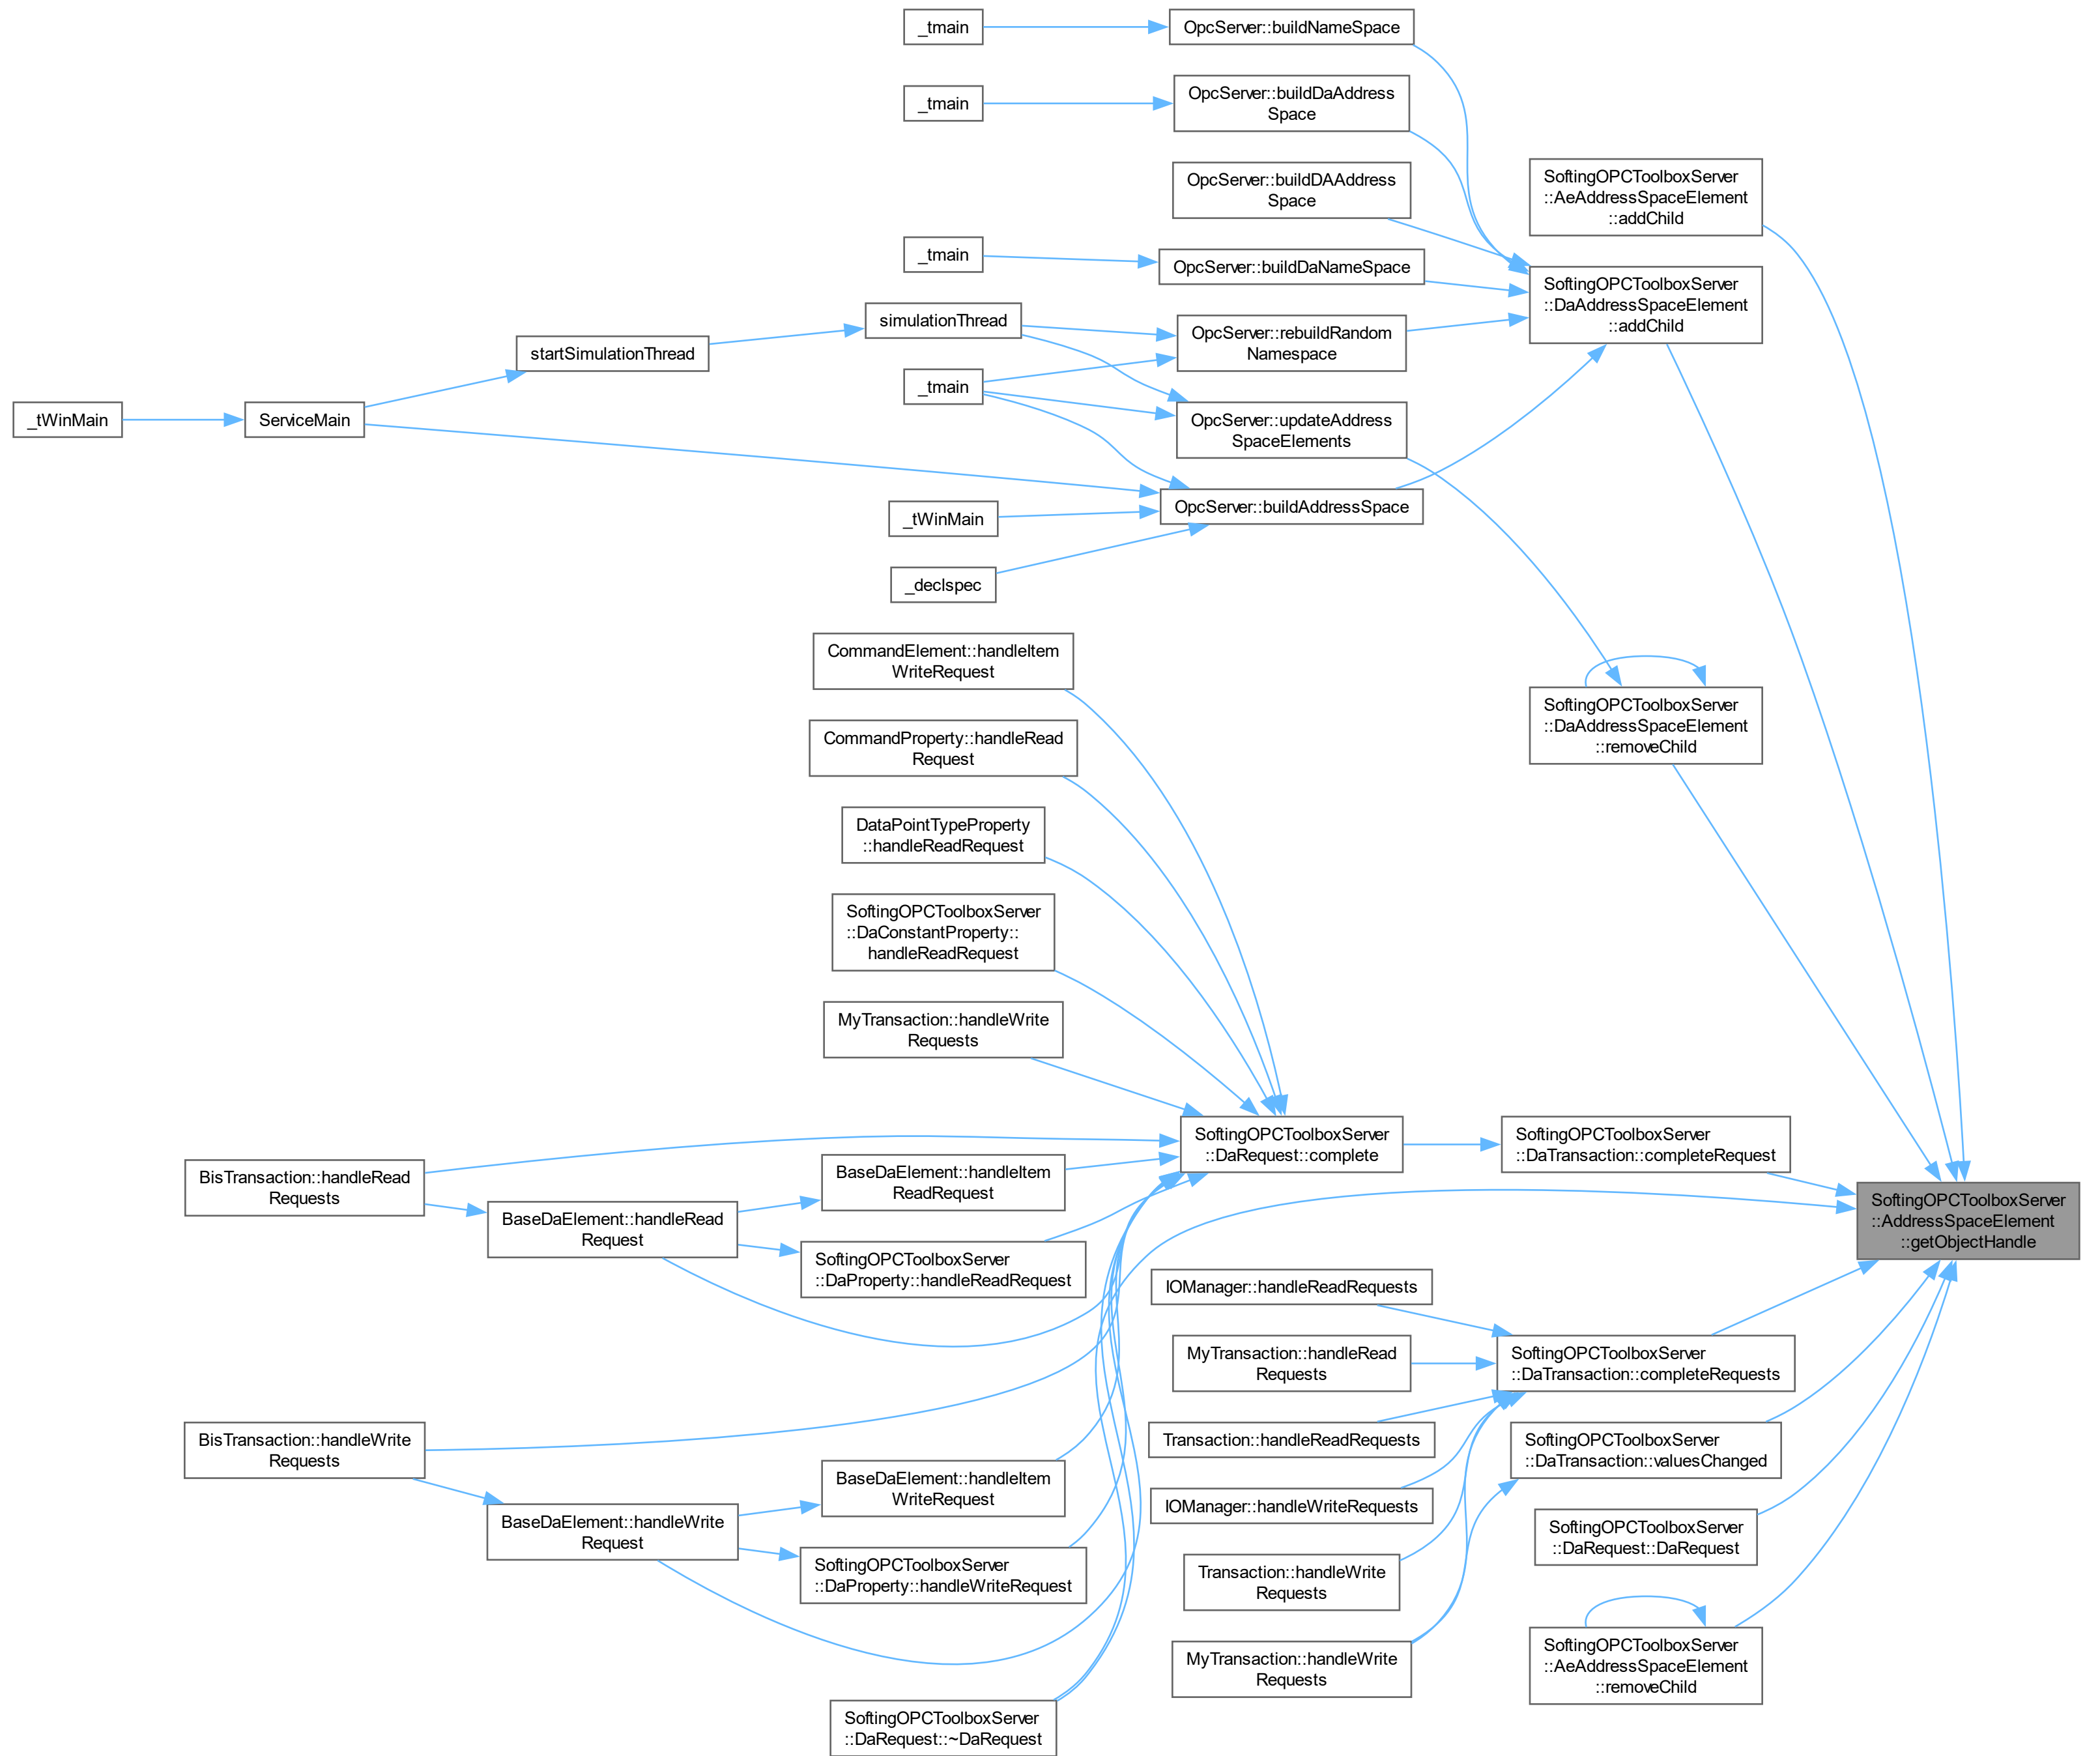 _tmain
OpcServer::buildNameSpace
_tmain
OpcServer::buildDaAddress
Space
OpcServer::buildDAAddress
Space
SoftingOPCToolboxServer
::AeAddressSpaceElement
::addChild
_tmain
OpcServer::buildDaNameSpace
SoftingOPCToolboxServer
::DaAddressSpaceElement
::addChild
simulationThread
startSimulationThread
OpcServer::rebuildRandom
Namespace
_tmain
_tWinMain
ServiceMain
OpcServer::updateAddress
SpaceElements
OpcServer::buildAddressSpace
_tWinMain
_declspec
CommandElement::handleItem
WriteRequest
SoftingOPCToolboxServer
::DaAddressSpaceElement
::removeChild
CommandProperty::handleRead
Request
DataPointTypeProperty
::handleReadRequest
SoftingOPCToolboxServer
::DaConstantProperty::
handleReadRequest
MyTransaction::handleWrite
Requests
SoftingOPCToolboxServer
::DaRequest::complete
SoftingOPCToolboxServer
::DaTransaction::completeRequest
BisTransaction::handleRead
Requests
BaseDaElement::handleItem
ReadRequest
BaseDaElement::handleRead
Request
SoftingOPCToolboxServer
::AddressSpaceElement
::getObjectHandle
SoftingOPCToolboxServer
::DaProperty::handleReadRequest
IOManager::handleReadRequests
MyTransaction::handleRead
Requests
SoftingOPCToolboxServer
::DaTransaction::completeRequests
Transaction::handleReadRequests
SoftingOPCToolboxServer
::DaTransaction::valuesChanged
BisTransaction::handleWrite
Requests
BaseDaElement::handleItem
WriteRequest
IOManager::handleWriteRequests
BaseDaElement::handleWrite
Request
SoftingOPCToolboxServer
::DaRequest::DaRequest
SoftingOPCToolboxServer
::DaProperty::handleWriteRequest
Transaction::handleWrite
Requests
MyTransaction::handleWrite
Requests
SoftingOPCToolboxServer
::AeAddressSpaceElement
::removeChild
SoftingOPCToolboxServer
::DaRequest::~DaRequest